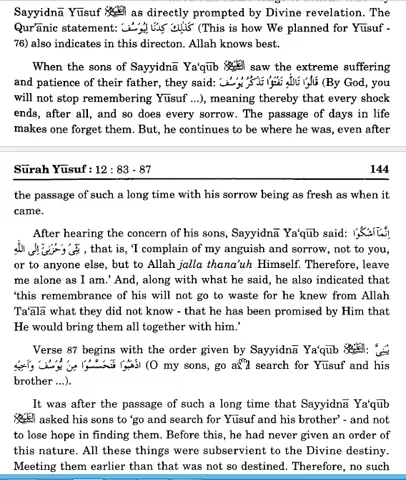 Sayyidnā Yūsuf عليه السلام as directly prompted by Divine revelation. The
Qur'ānic statement: كَذٰلِكَ كِدْنَا لِيُوْسُفَ (This is how We planned for Yūsuf -
76) also indicates in this directon. Allah knows best.
When the sons of Sayyidnā Ya'qūb عليه السلام saw the extreme suffering
and patience of their father, they said: قَالُوْا تَاللّٰهِ تَفْتَؤُا تَذْكُرُ يُوْسُفَ (By God, you
will not stop remembering Yūsuf ...), meaning thereby that every shock
ends, after all, and so does every sorrow. The passage of days in life
makes one forget them. But, he continues to be where he was, even after
Sūrah Yūsuf : 12 : 83 - 87 144
the passage of such a long time with his sorrow being as fresh as when it
came.
After hearing the concern of his sons, Sayyidnā Ya'qūb said: اِنَّمَآ اَشْكُوْا
بَثِّىْ وَحُزْنِىْٓ اِلَى اللّٰهِ , that is, 'I complain of my anguish and sorrow, not to you,
or to anyone else, but to Allah jalla thana'uh Himself. Therefore, leave
me alone as I am.' And, along with what he said, he also indicated that
'this remembrance of his will not go to waste for he knew from Allah
Ta'ālā what they did not know - that he has been promised by Him that
He would bring them all together with him.'
Verse 87 begins with the order given by Sayyidnā Ya'qūb عليه السلام: يٰبَنِىَّ
اذْهَبُوْا فَتَحَسَّسُوْا مِنْ يُّوْسُفَ وَاَخِيْهِ (O my sons, go and search for Yūsuf and his
brother ...).
It was after the passage of such a long time that Sayyidnā Ya'qūb
عليه السلام asked his sons to 'go and search for Yūsuf and his brother' - and not
to lose hope in finding them. Before this, he had never given an order of
this nature. All these things were subservient to the Divine destiny.
Meeting them earlier than that was not so destined. Therefore, no such